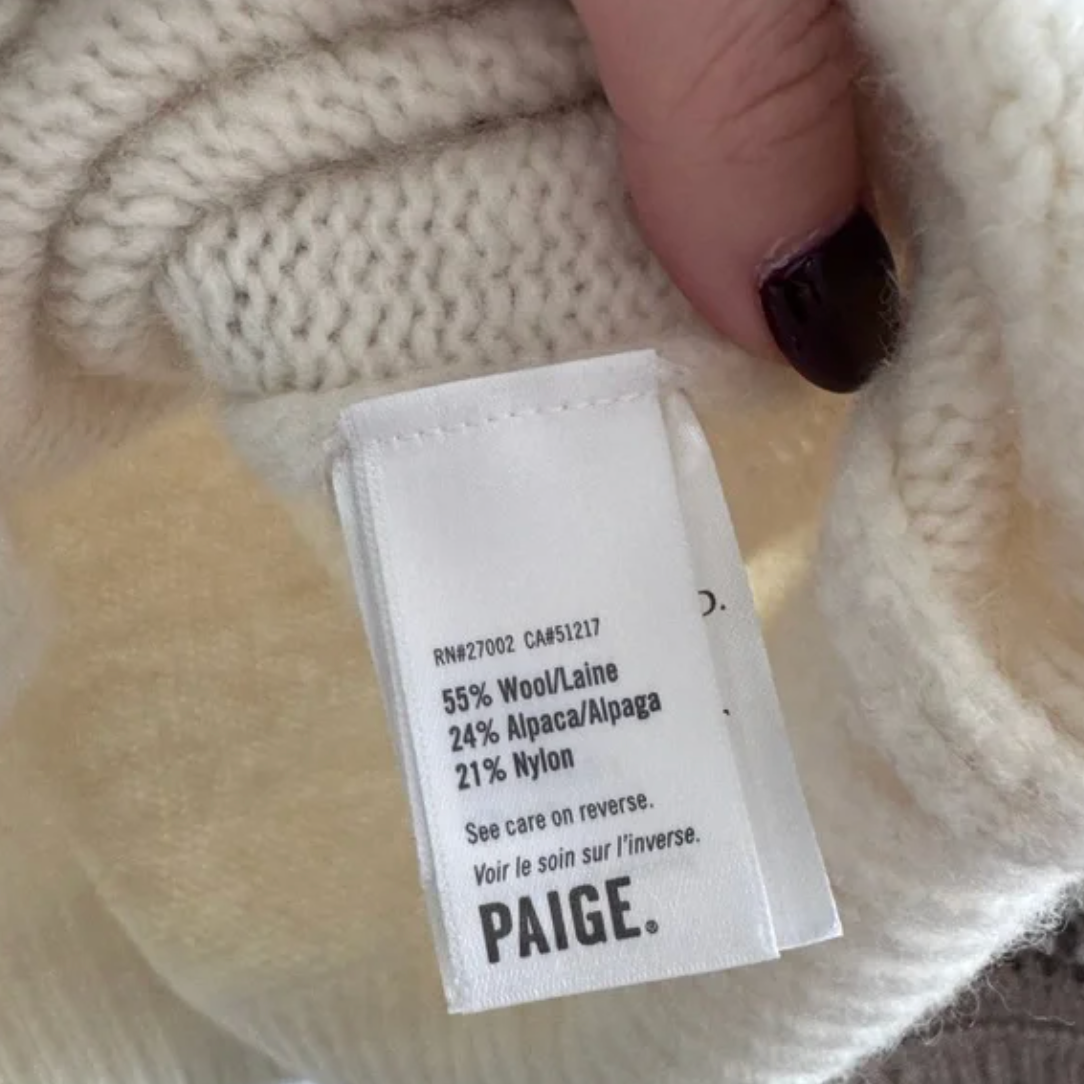 RN#27002 CA#51217
55% Wool/Laine
24% Alpaca/Alpaga
21% Nylon
See care on reverse.
Voir le soin sur l'inverse.
PAIGE.®